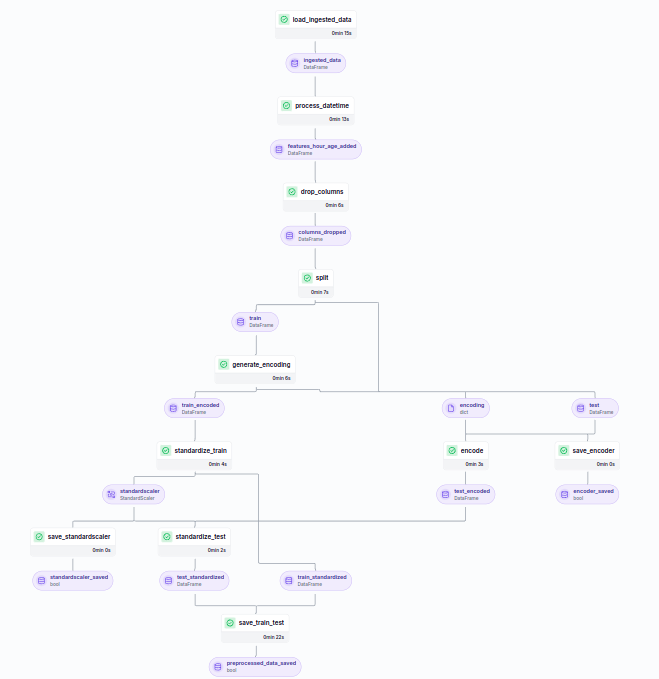 load_ingested_data
0min 15s
ingested_data
DataFrame
process_datetime
0min 13s
features_hour_age_added
DataFrame
drop_columns
0min 6s
columns_dropped
DataFrame
split
0min 7s
train
DataFrame
generate_encoding
0min 6s
train_encoded
DataFrame
encoding
dict
test
DataFrame
standardize_train
0min 4s
encode
0min 3s
save_encoder
0min 0s
standardscaler
StandardScaler
test_encoded
DataFrame
encoder_saved
bool
save_standardscaler
0min 0s
standardize_test
0min 2s
standardscaler_saved
bool
test_standardized
DataFrame
train_standardized
DataFrame
save_train_test
0min 22s
preprocessed_data_saved
bool